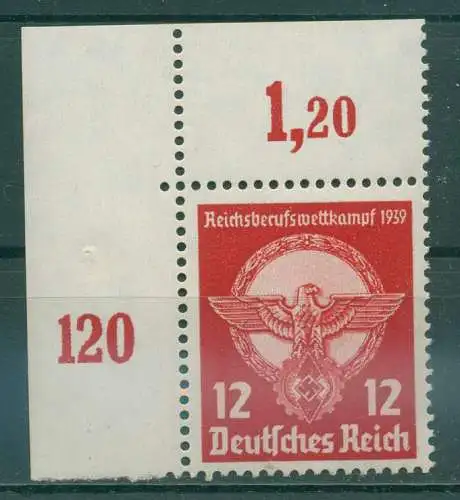 1,20
Reichsberufswettkampf 1939
120
12 12
Deutsches Reich